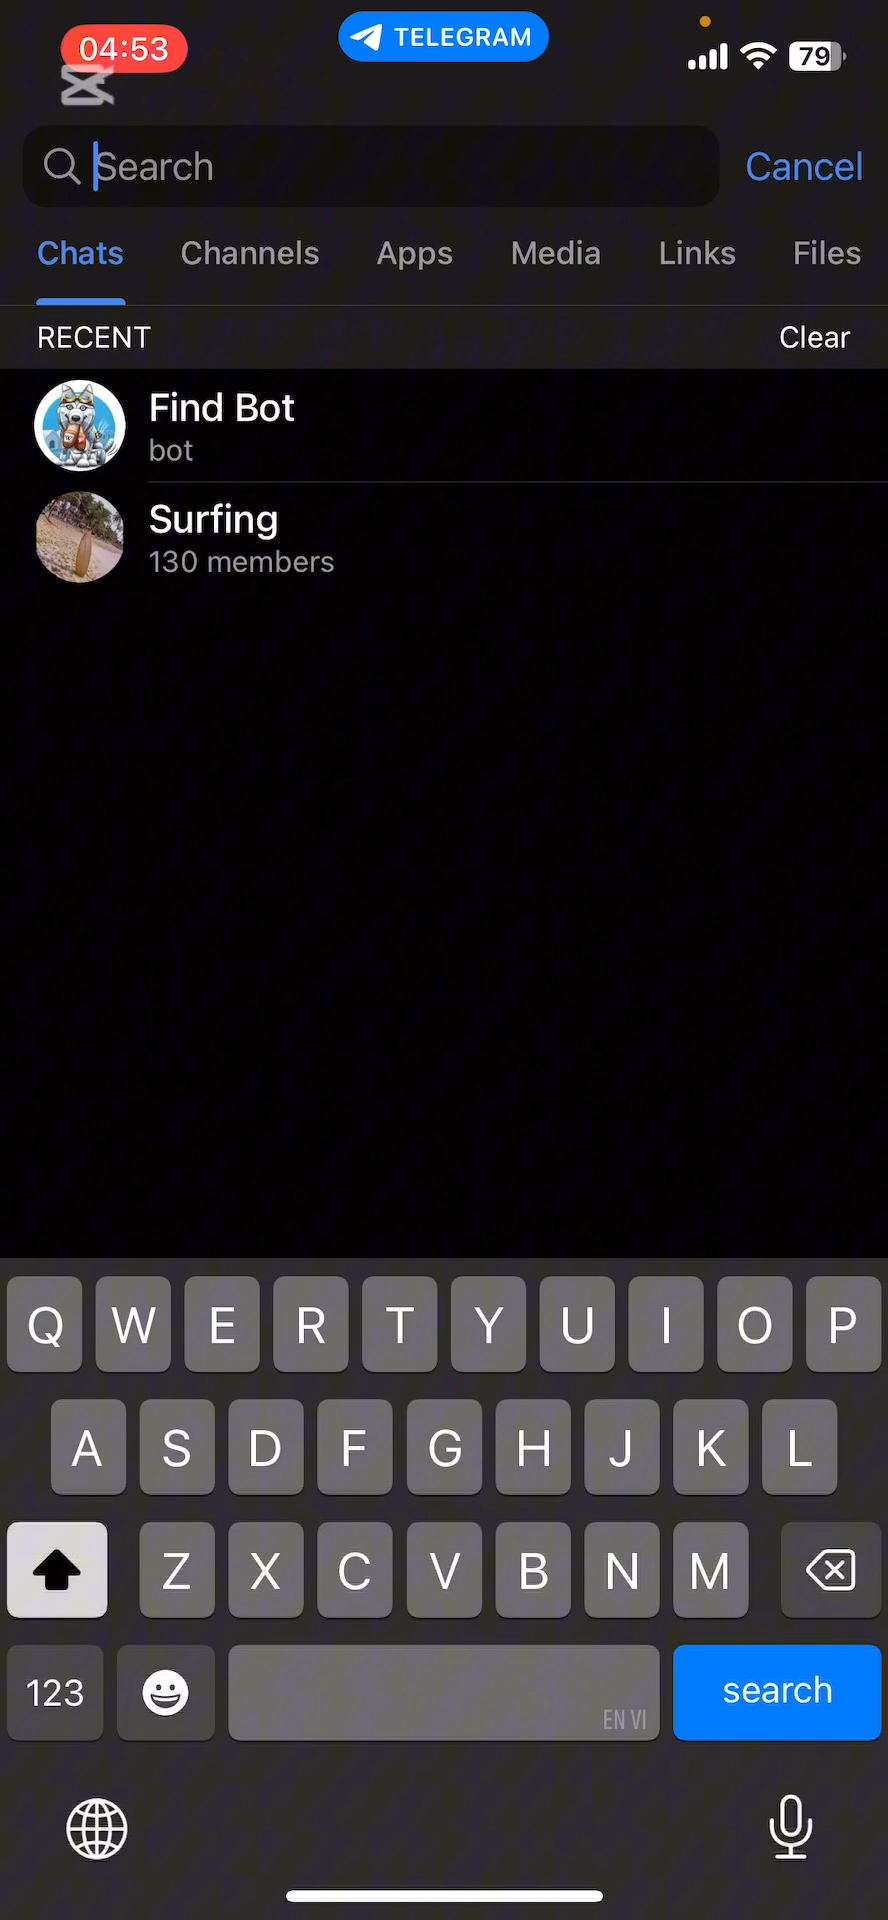 04:53
TELEGRAM
79
Search
Cancel
Chats Channels Apps Media Links Files
RECENT
Clear
Find Bot
bot
Surfing
130 members
Q W E R T Y U I O P
A S D F G H J K L
Z X C V B N M
123
EN VI
search